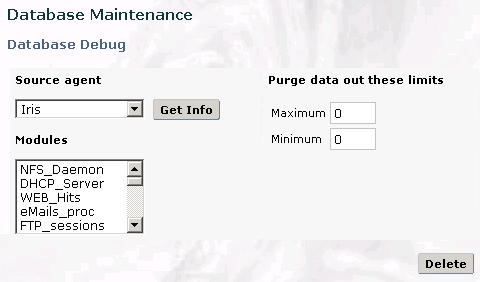 Database Maintenance
Database Debug
Source agent
Iris
Get Info
Modules
NFS_Daemon
DHCP_Server
WEB_Hits
eMails_proc
FTP_sessions
Purge data out these limits
Maximum 0
Minimum 0
Delete